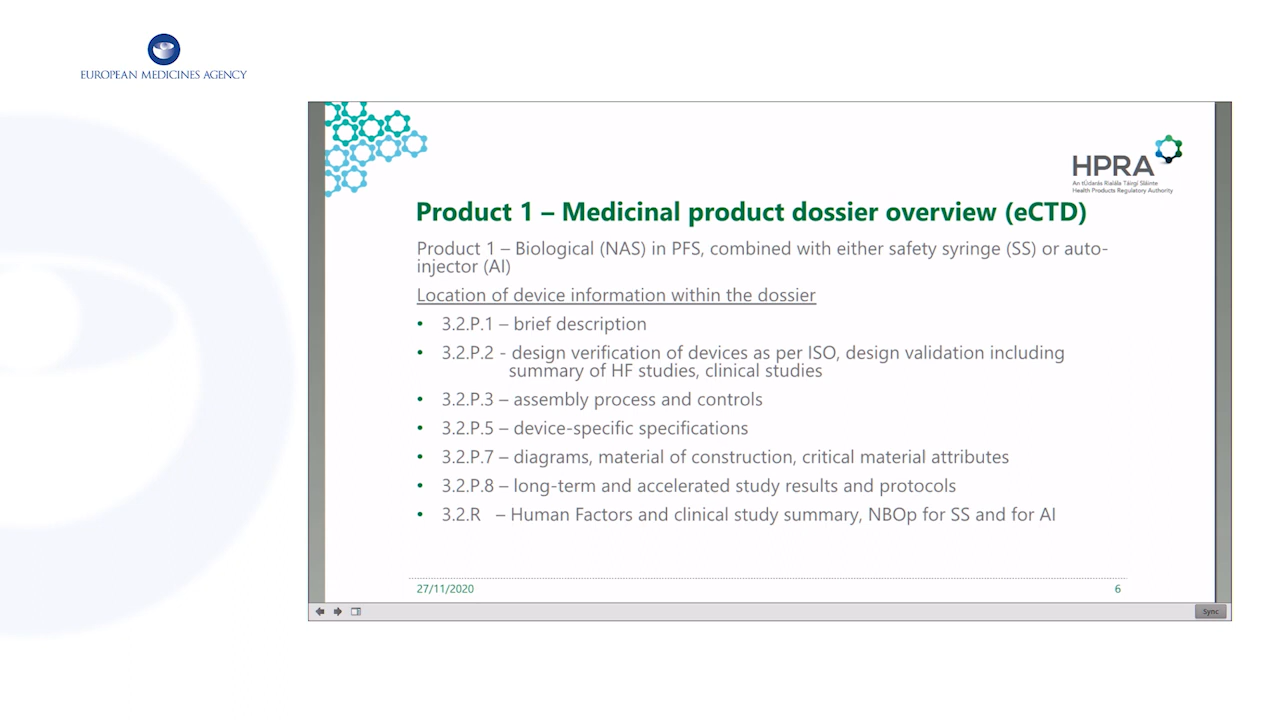 EUROPEAN MEDICINES AGENCY
HPRA
An tÚdarás Rialála Táirgí Sláinte
Health Products Regulatory Authority
Product 1 – Medicinal product dossier overview (eCTD)
Product 1 – Biological (NAS) in PFS, combined with either safety syringe (SS) or auto-
injector (AI)
Location of device information within the dossier
• 3.2.P.1 – brief description
• 3.2.P.2 - design verification of devices as per ISO, design validation including
summary of HF studies, clinical studies
• 3.2.P.3 – assembly process and controls
• 3.2.P.5 – device-specific specifications
• 3.2.P.7 – diagrams, material of construction, critical material attributes
• 3.2.P.8 – long-term and accelerated study results and protocols
• 3.2.R – Human Factors and clinical study summary, NBOp for SS and for AI
27/11/2020
6
Sync